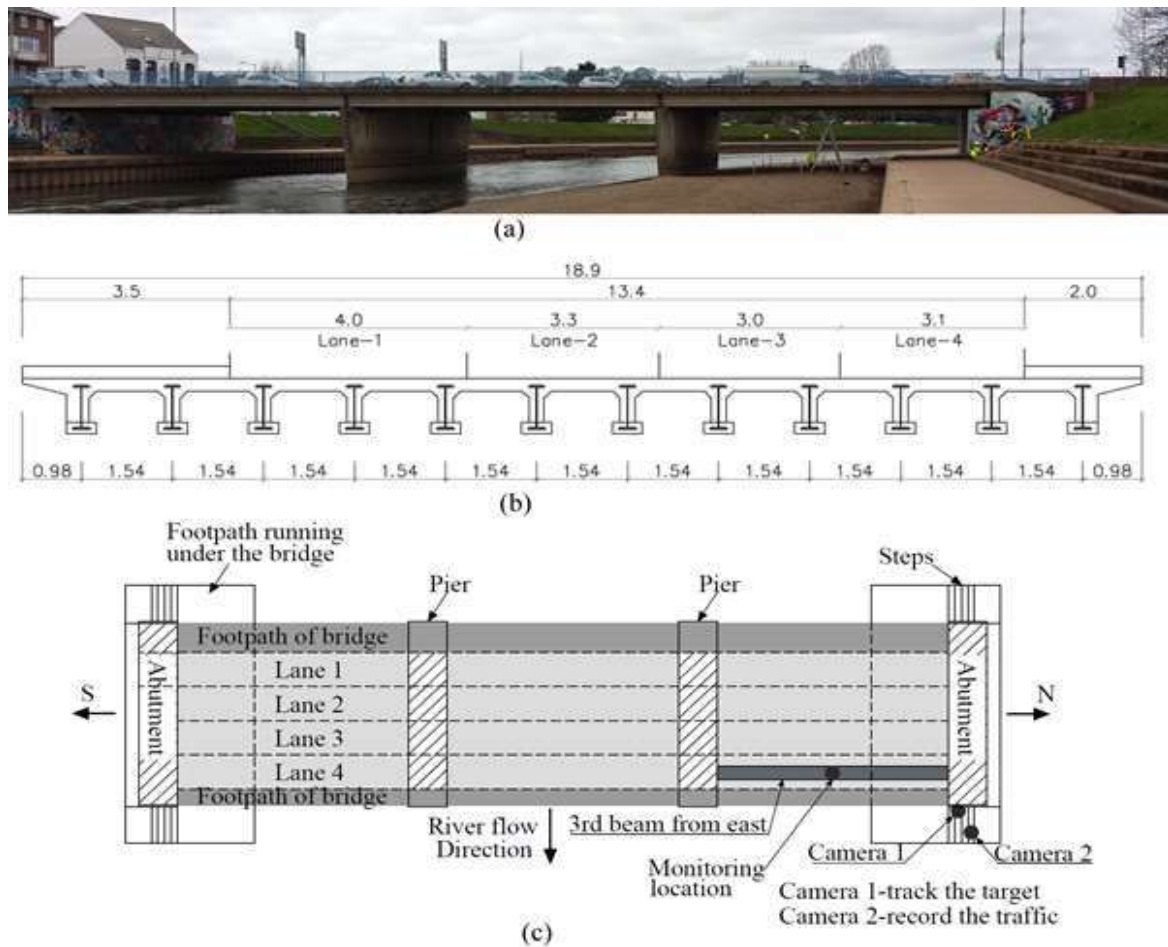 (a)
18.9
3.5 13.4 2.0
4.0 3.3 3.0 3.1
Lane-1 Lane-2 Lane-3 Lane-4
0.98 1.54 1.54 1.54 1.54 1.54 1.54 1.54 1.54 1.54 1.54 1.54 0.98
(b)
Footpath running
under the bridge
Steps
Pier Pier
Footpath of bridge
Lane 1
Lane 2
Lane 3
Lane 4
Footpath of bridge
Abutment Abutment
S N
River flow
Direction
3rd beam from east
Monitoring
location
Camera 1 Camera 2
Camera 1-track the target
Camera 2-record the traffic
(c)